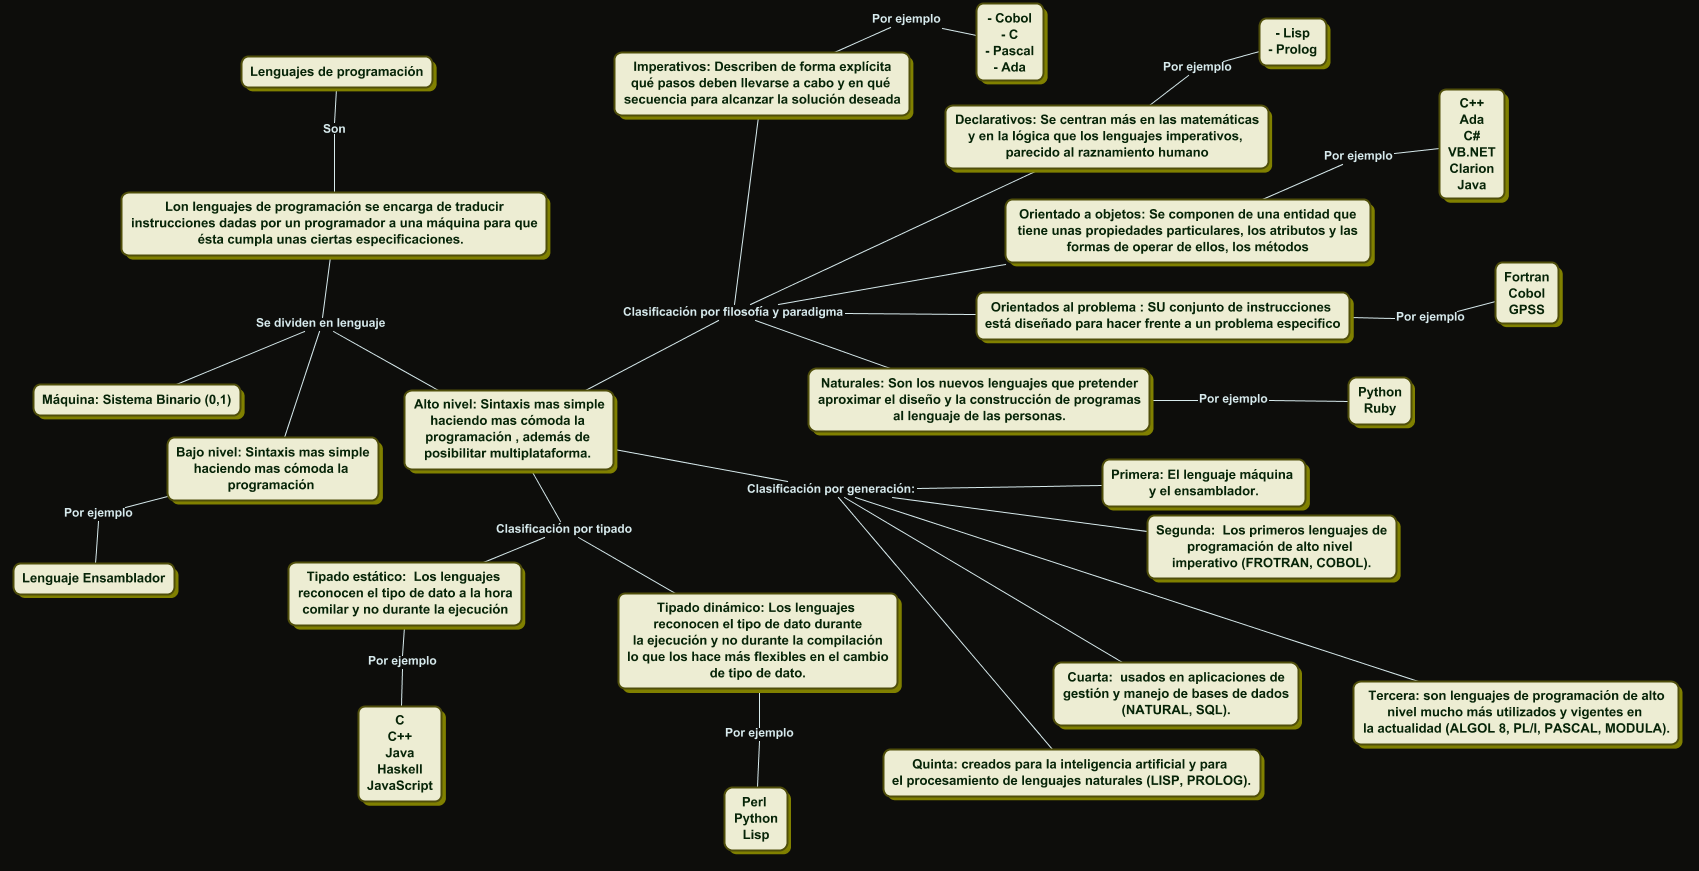 Lenguajes de programación
Son
Lon lenguajes de programación se encarga de traducir
instrucciones dadas por un programador a una máquina para que
ésta cumpla unas ciertas especificaciones.
Se dividen en lenguaje
Máquina: Sistema Binario (0,1)
Bajo nivel: Sintaxis mas simple
haciendo mas cómoda la
programación
Por ejemplo
Lenguaje Ensamblador
Alto nivel: Sintaxis mas simple
haciendo mas cómoda la
programación , además de
posibilitar multiplataforma.
Clasificación por filosofía y paradigma
Imperativos: Describen de forma explícita
qué pasos deben llevarse a cabo y en qué
secuencia para alcanzar la solución deseada
Por ejemplo
- Cobol
- C
- Pascal
- Ada
Declarativos: Se centran más en las matemáticas
y en la lógica que los lenguajes imperativos,
parecido al raznamiento humano
Por ejemplo
- Lisp
- Prolog
Orientado a objetos: Se componen de una entidad que
tiene unas propiedades particulares, los atributos y las
formas de operar de ellos, los métodos
Por ejemplo
C++
Ada
C#
VB.NET
Clarion
Java
Orientados al problema : SU conjunto de instrucciones
está diseñado para hacer frente a un problema especifico
Por ejemplo
Fortran
Cobol
GPSS
Naturales: Son los nuevos lenguajes que pretender
aproximar el diseño y la construcción de programas
al lenguaje de las personas.
Por ejemplo
Python
Ruby
Clasificación por tipado
Tipado estático:  Los lenguajes
reconocen el tipo de dato a la hora
comilar y no durante la ejecución
Por ejemplo
C
C++
Java
Haskell
JavaScript
Tipado dinámico: Los lenguajes
reconocen el tipo de dato durante
la ejecución y no durante la compilación
lo que los hace más flexibles en el cambio
de tipo de dato.
Por ejemplo
Perl
Python
Lisp
Clasificación por generación:
Primera: El lenguaje máquina
y el ensamblador.
Segunda:  Los primeros lenguajes de
programación de alto nivel
imperativo (FROTRAN, COBOL).
Tercera: son lenguajes de programación de alto
nivel mucho más utilizados y vigentes en
la actualidad (ALGOL 8, PL/I, PASCAL, MODULA).
Cuarta:  usados en aplicaciones de
gestión y manejo de bases de dados
(NATURAL, SQL).
Quinta: creados para la inteligencia artificial y para
el procesamiento de lenguajes naturales (LISP, PROLOG).